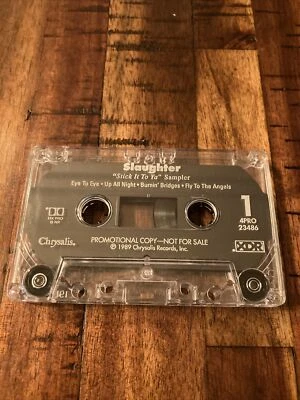 Slaughter
"Stick It To Ya" Sampler
Eye To Eye • Up All Night • Burnin' Bridges • Fly To The Angels
1
4PRO
23486
Chrysalis.
PROMOTIONAL COPY—NOT FOR SALE
℗ 1989 Chrysalis Records, Inc.
XDR